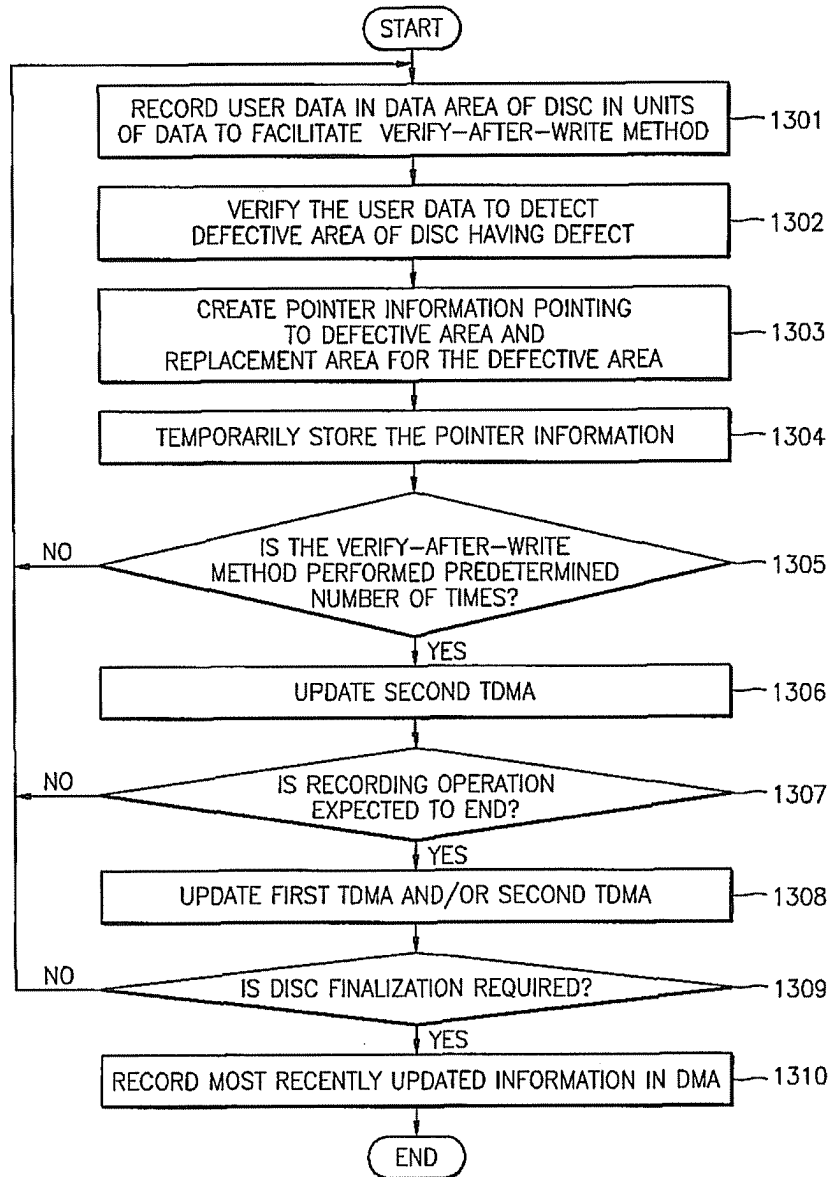 START
RECORD USER DATA IN DATA AREA OF DISC IN UNITS
OF DATA TO FACILITATE VERIFY-AFTER-WRITE METHOD
1301
VERIFY THE USER DATA TO DETECT
DEFECTIVE AREA OF DISC HAVING DEFECT
1302
CREATE POINTER INFORMATION POINTING
TO DEFECTIVE AREA AND
REPLACEMENT AREA FOR THE DEFECTIVE AREA
1303
TEMPORARILY STORE THE POINTER INFORMATION
1304
IS THE VERIFY-AFTER-WRITE
METHOD PERFORMED PREDETERMINED
NUMBER OF TIMES?
1305
NO
YES
UPDATE SECOND TDMA
1306
IS RECORDING OPERATION
EXPECTED TO END?
1307
NO
YES
UPDATE FIRST TDMA AND/OR SECOND TDMA
1308
IS DISC FINALIZATION REQUIRED?
1309
NO
YES
RECORD MOST RECENTLY UPDATED INFORMATION IN DMA
1310
END